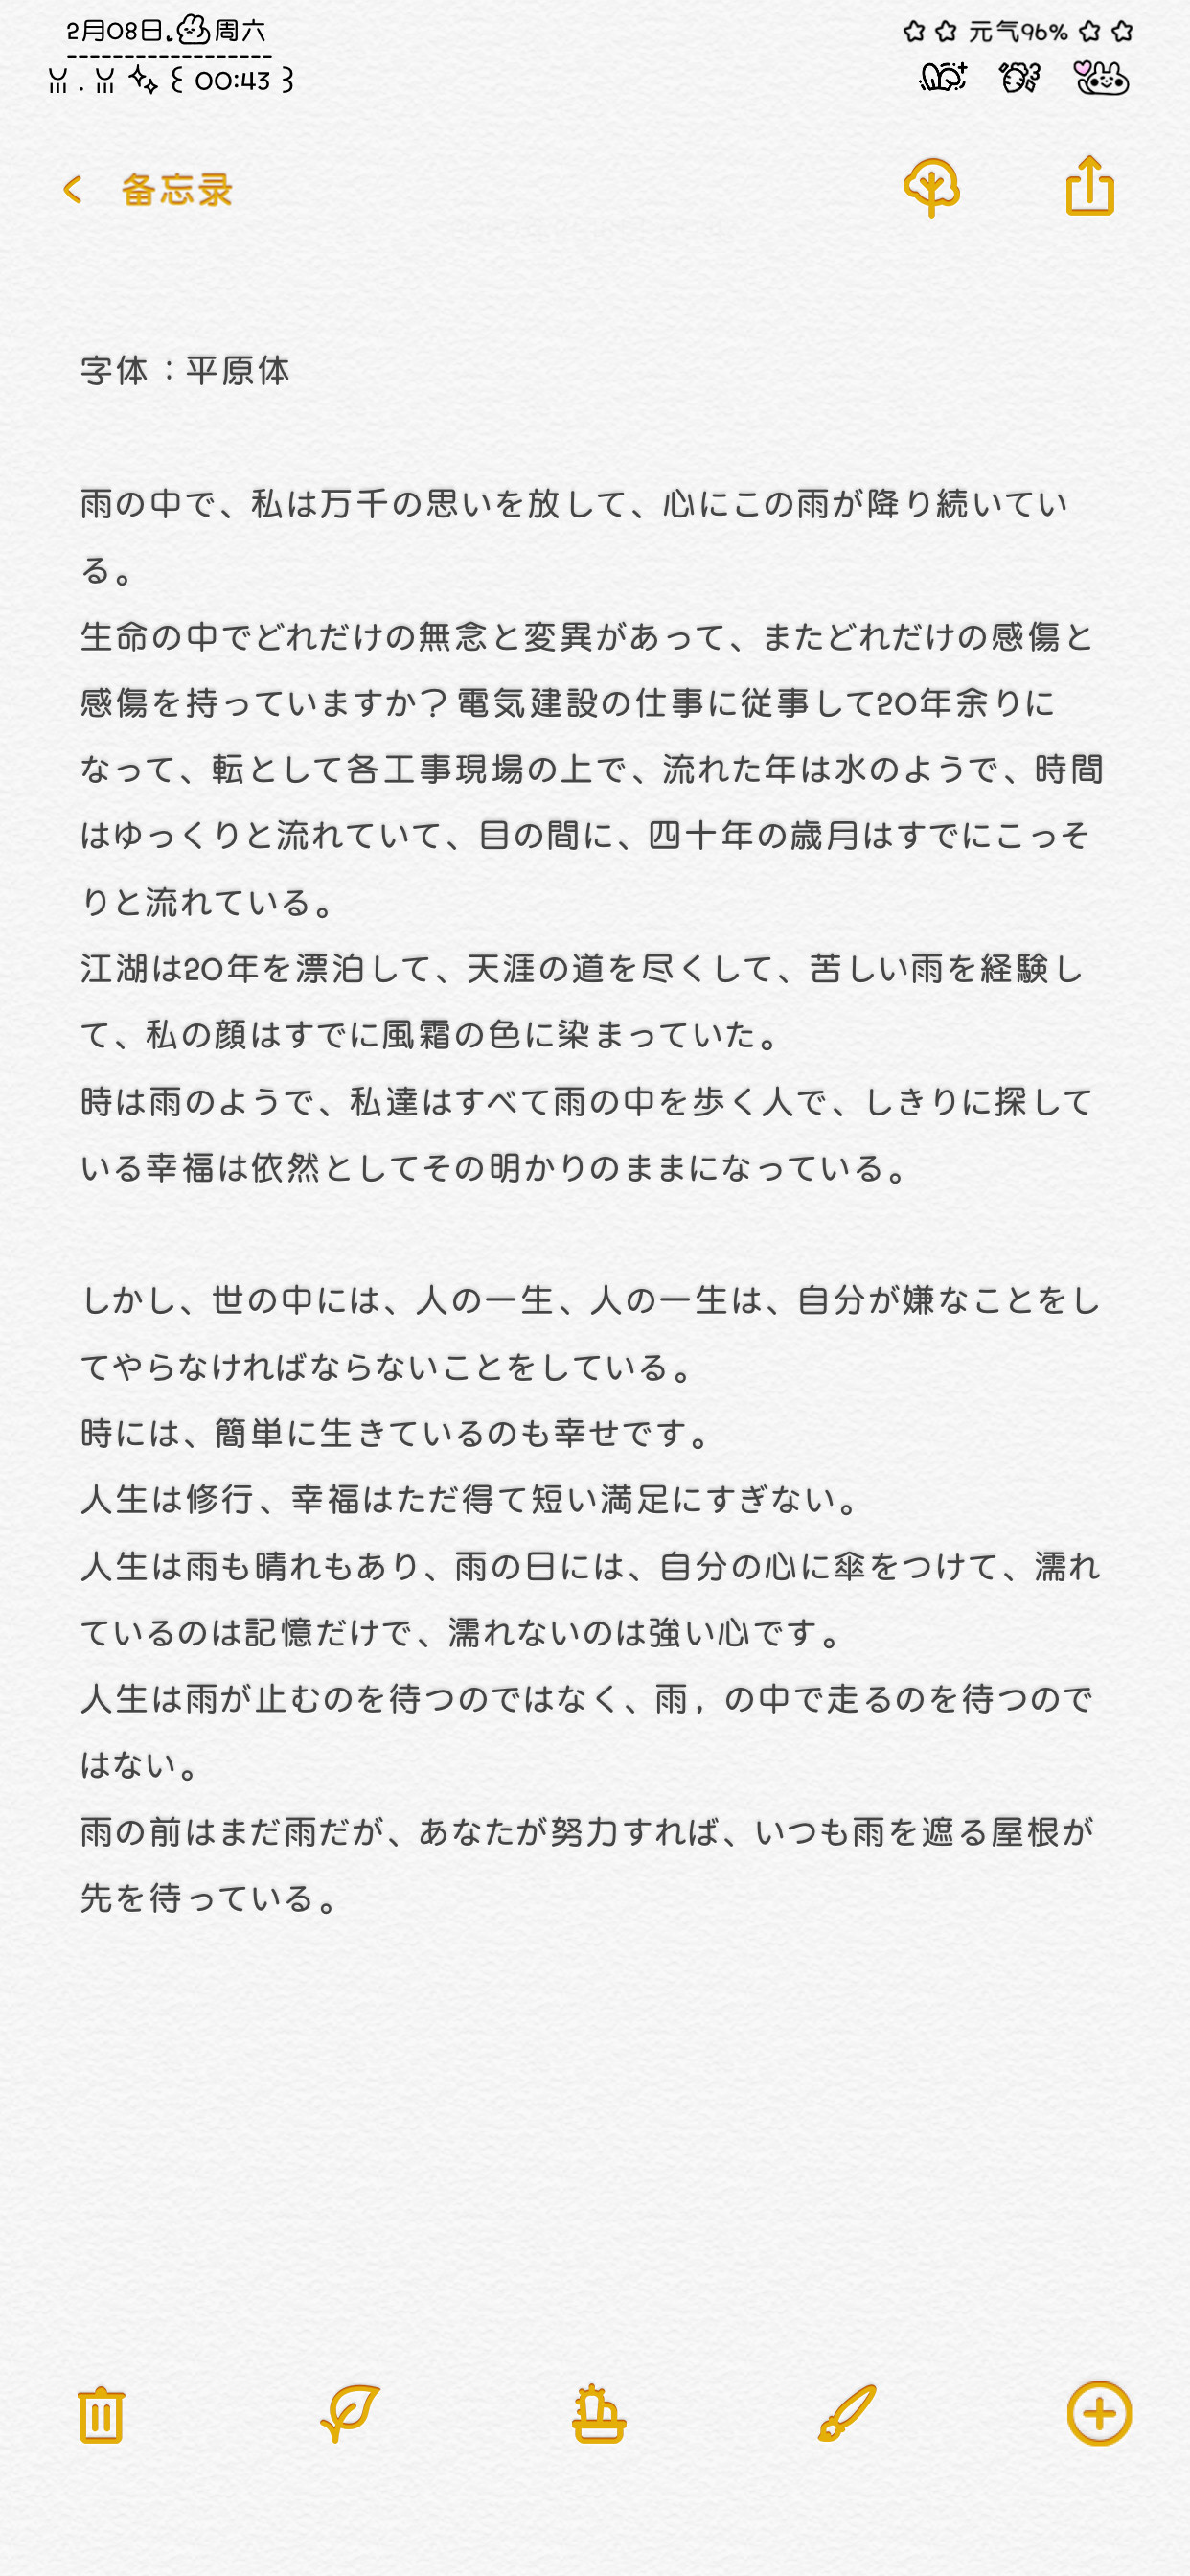 2月08日 周六
00:43
元气96%
备忘录
字体：平原体
雨の中で、私は万千の思いを放して、心にこの雨が降り続いてい
る。
生命の中でどれだけの無念と変異があって、まただれだけの感傷と
感傷を持っていますか？電気建設の仕事に従事して20年余りに
なって、転として各工事現場の上で、流れた年は水のようで、時間
はゆっくりと流れていて、目の間に、四十年の歳月はすでにこっそ
りと流れている。
江湖は20年を漂泊して、天涯の道を尽くして、苦しい雨を経験し
て、私の顔はすでに風霜の色に染まっていた。
時は雨のようで、私達はすべて雨の中を歩く人で、しきりに探して
いる幸福は依然としてその明かりのままになっている。
しかし、世の中には、人の一生、人の一生は、自分が嫌なことをし
てやらなければならないことをしている。
時には、簡単に生きているのも幸せです。
人生は修行、幸福はただ得て短い満足にすぎない。
人生は雨も晴れもあり、雨の日には、自分の心に傘をつけて、濡れ
ているのは記憶だけで、濡れないのは強い心です。
人生は雨が止むのを待つのではなく、雨，の中で走るのを待つので
はない。
雨の前はまだ雨だが、あなたが努力すれば、いつも雨を遮る屋根が
先を待っている。